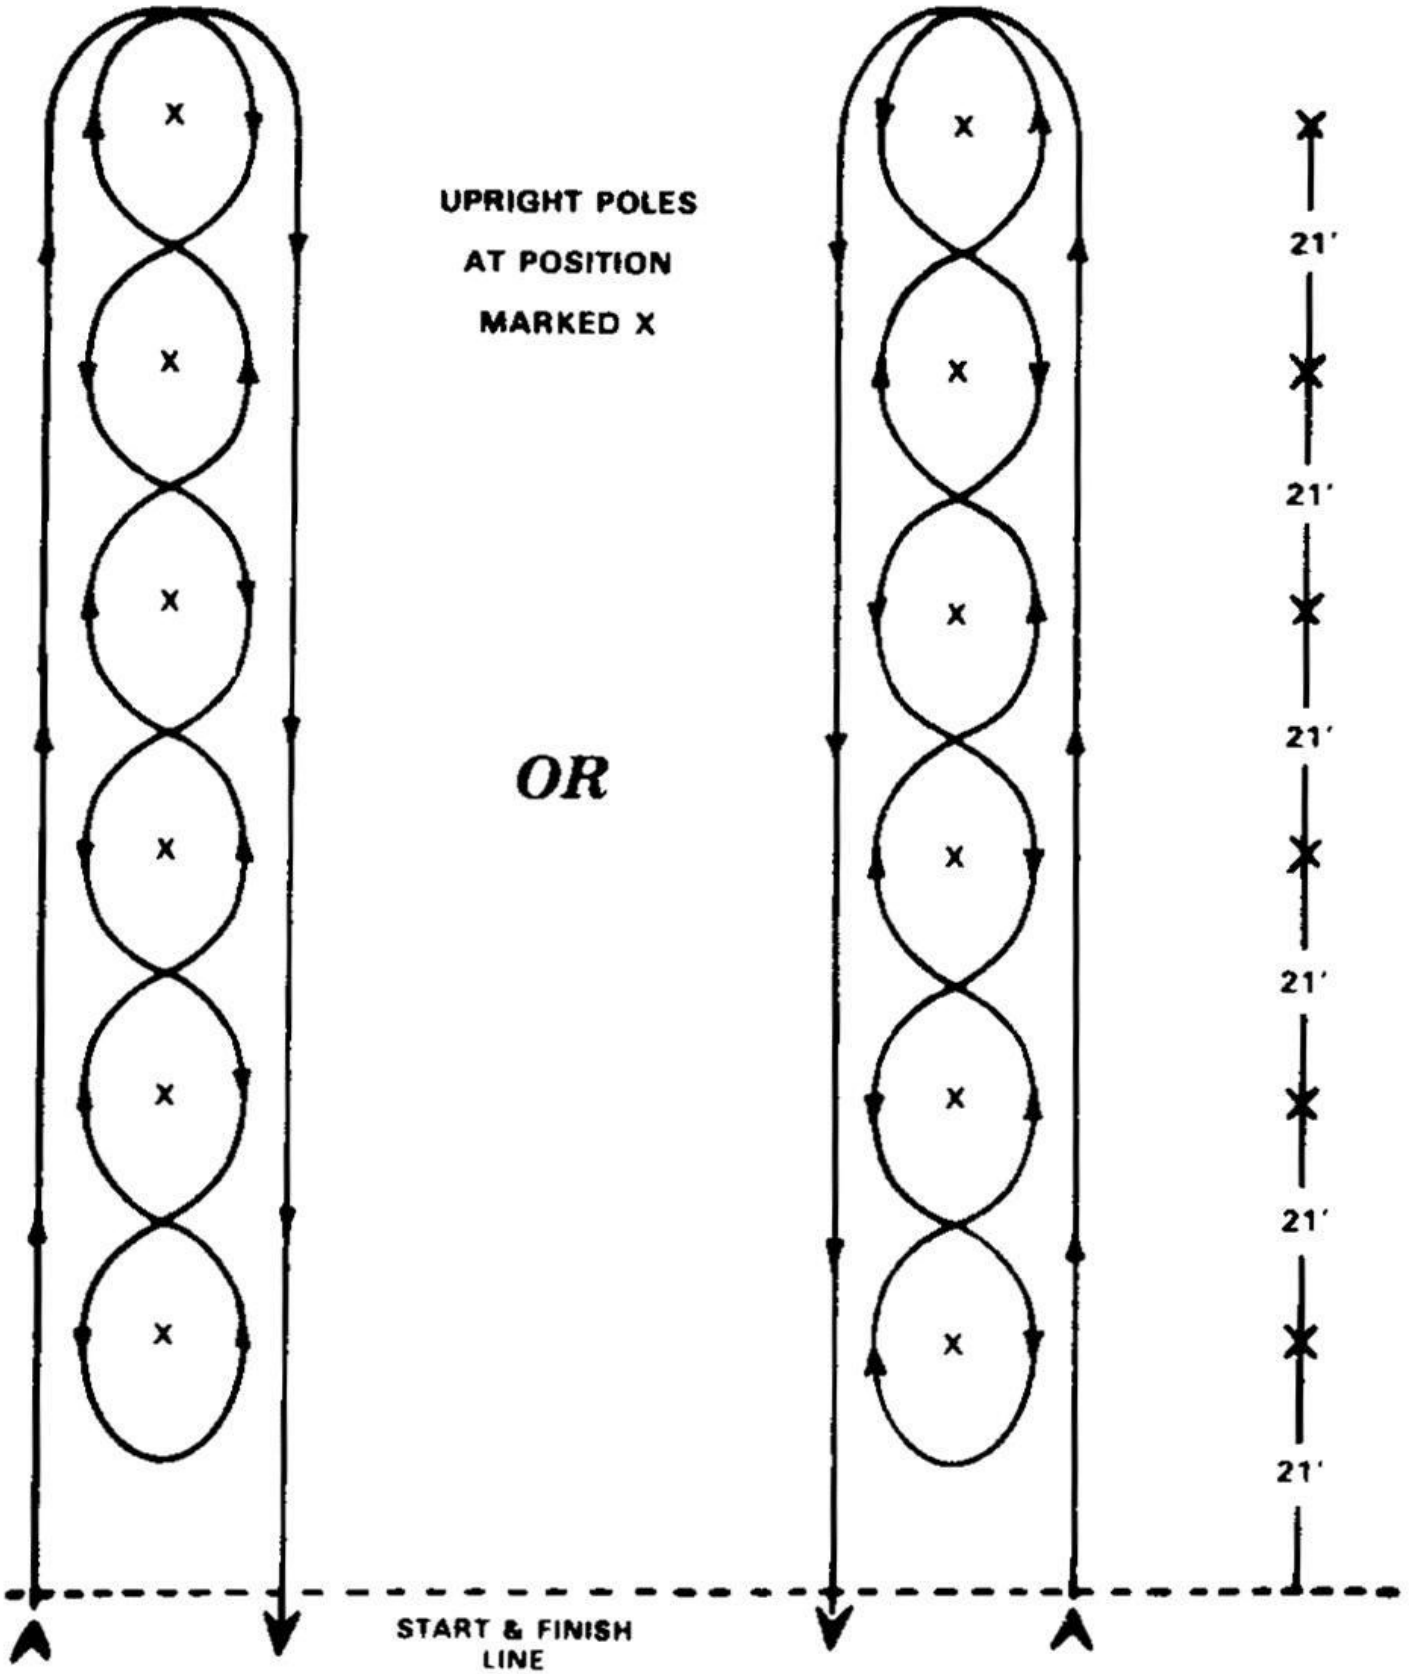 UPRIGHT POLES
AT POSITION
MARKED X
OR
X
X
X
X
X
X
X
X
X
X
X
X
X
21'
X
21'
X
21'
X
21'
X
21'
X
21'
START & FINISH
LINE